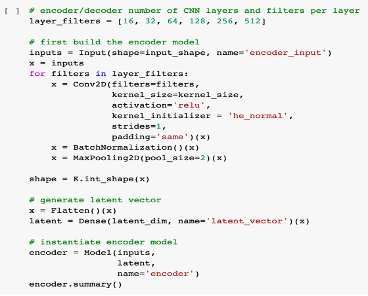 [ ] # encoder/decoder number of CNN layers and filters per layer
layer_filters = [16, 32, 64, 128, 256, 512]

# first build the encoder model
inputs = Input(shape=input_shape, name='encoder_input')
x = inputs
for filters in layer_filters:
    x = Conv2D(filters=filters,
               kernel_size=kernel_size,
               activation='relu',
               kernel_initializer = 'he_normal',
               strides=1,
               padding='same')(x)
    x = BatchNormalization()(x)
    x = MaxPooling2D(pool_size=2)(x)

shape = K.int_shape(x)

# generate latent vector
x = Flatten()(x)
latent = Dense(latent_dim, name='latent_vector')(x)

# instantiate encoder model
encoder = Model(inputs,
                latent,
                name='encoder')
encoder.summary()